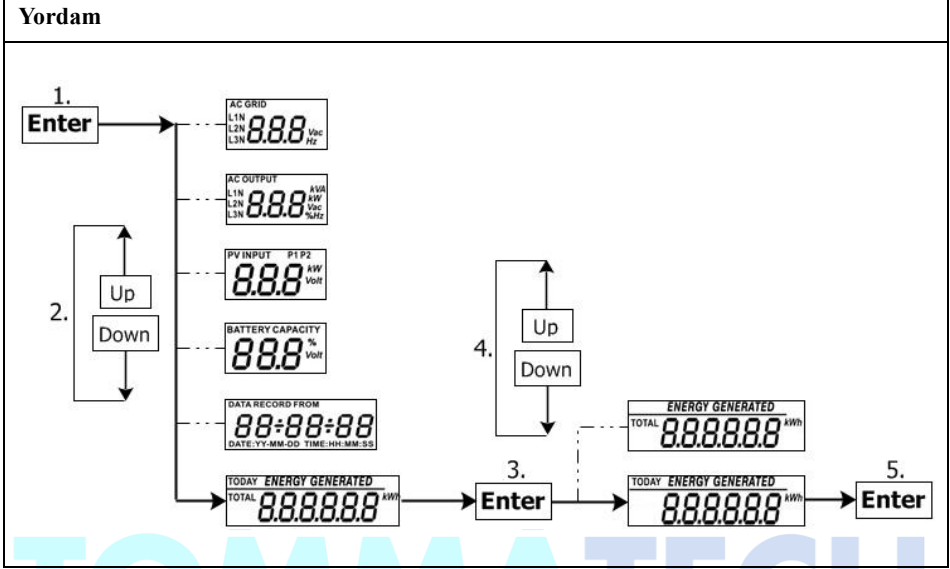 Yordam
1.
Enter
AC GRID
L1N
L2N
L3N
8.8.8
Vac
Hz
AC OUTPUT
L1N
L2N
L3N
8.8.8
kVA
kW
Vac
%Hz
2.
Up
Down
PV INPUT P1 P2
8.8.8
kW
Volt
BATTERY CAPACITY
88.8
%
Volt
DATA RECORD FROM
88:88:88
DATE:YY-MM-DD TIME:HH:MM:SS
TODAY ENERGY GENERATED
TOTAL 8.8.8.8.8.8 kWh
3.
Enter
4.
Up
Down
ENERGY GENERATED
TOTAL 8.8.8.8.8.8 kWh
TODAY ENERGY GENERATED
8.8.8.8.8.8 kWh
5.
Enter
TOMMATECH